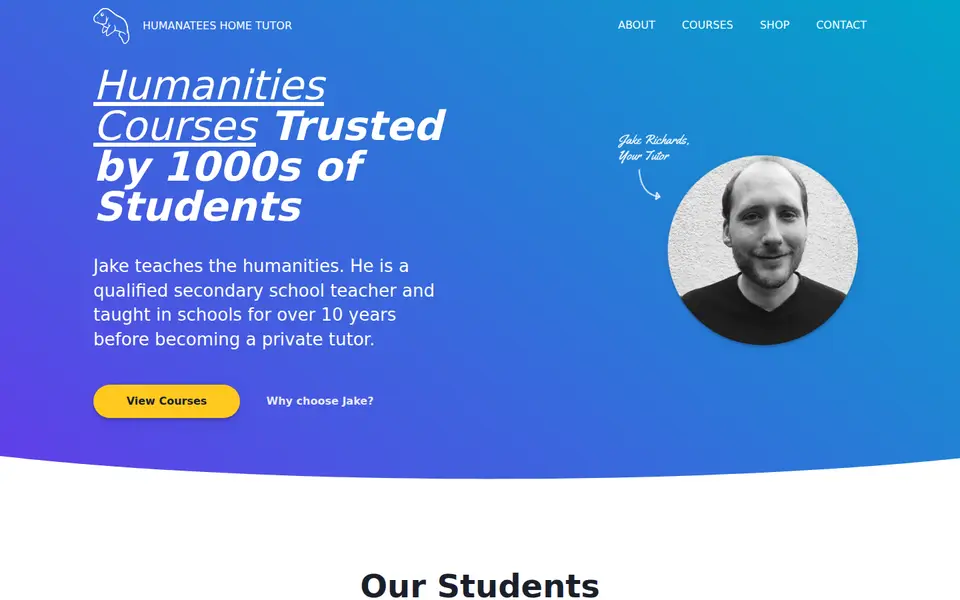 HUMANATEES HOME TUTOR
ABOUT
COURSES
SHOP
CONTACT
Humanities
Courses Trusted
by 1000s of
Students
Jake teaches the humanities. He is a
qualified secondary school teacher and
taught in schools for over 10 years
before becoming a private tutor.
View Courses
Why choose Jake?
Jake Richards,
Your Tutor
Our Students